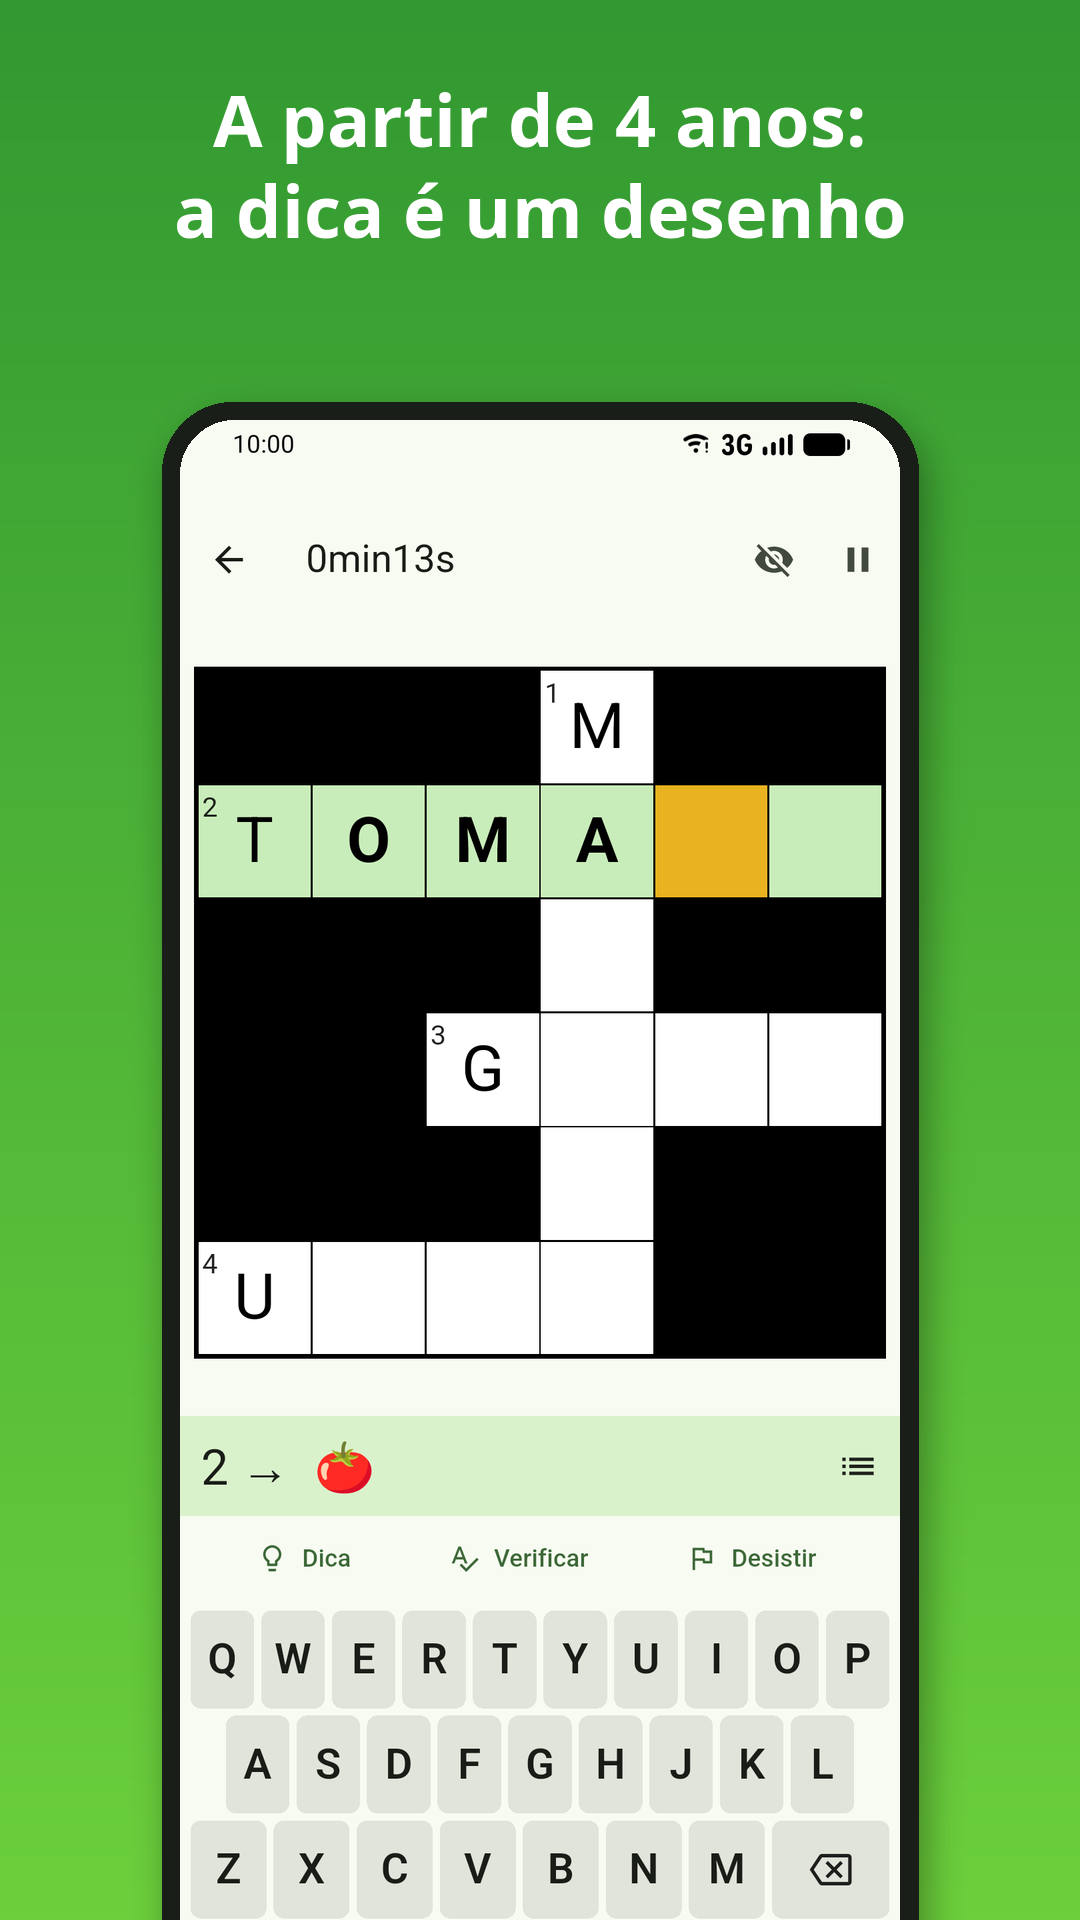 A partir de 4 anos:
a dica é um desenho
10:00 3G
0min13s
1 M
2 T O M A
3 G
4 U
2 →
Dica Verificar Desistir
Q W E R T Y U I O P
A S D F G H J K L
Z X C V B N M